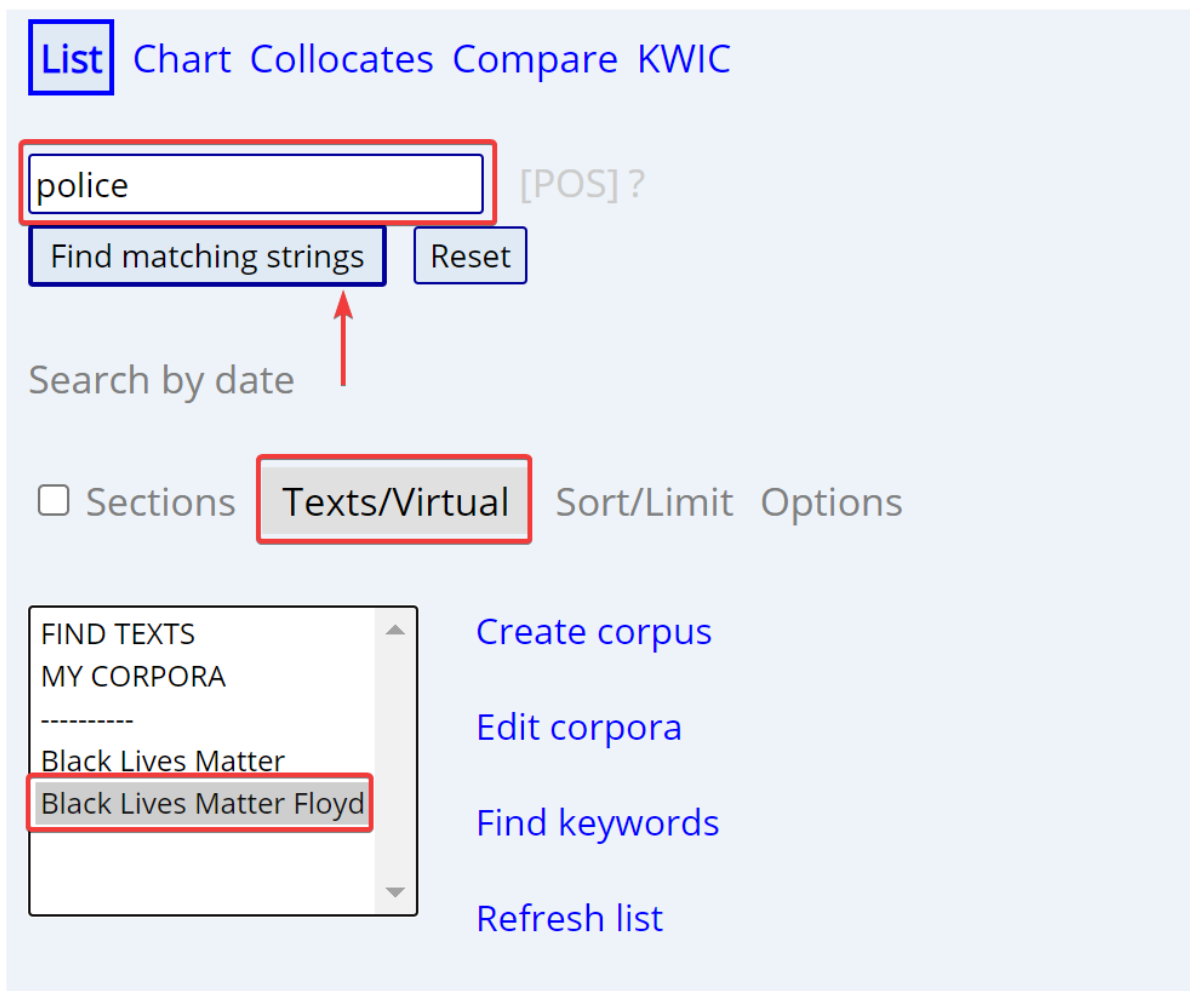 List Chart Collocates Compare KWIC
police [POS] ?
Find matching strings Reset
Search by date
Sections Texts/Virtual Sort/Limit Options
FIND TEXTS
MY CORPORA
----------
Black Lives Matter
Black Lives Matter Floyd
Create corpus
Edit corpora
Find keywords
Refresh list